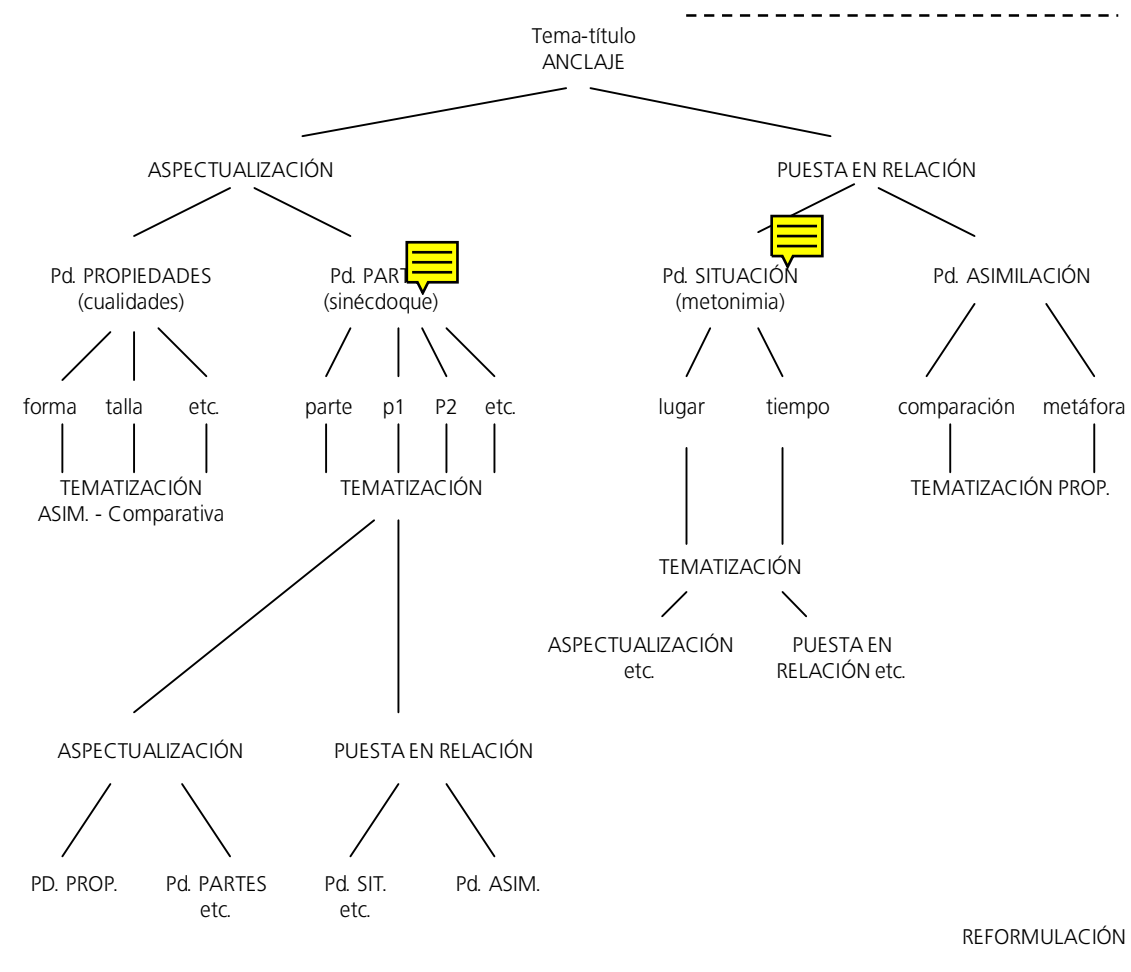 Tema-título
ANCLAJE
ASPECTUALIZACIÓN
PUESTA EN RELACIÓN
Pd. PROPIEDADES
(cualidades)
Pd. PART
(sinécdoque)
Pd. SITUACIÓN
(metonimia)
Pd. ASIMILACIÓN
forma
talla
etc.
parte
p1
P2
etc.
lugar
tiempo
comparación
metáfora
TEMATIZACIÓN
ASIM. - Comparativa
TEMATIZACIÓN
TEMATIZACIÓN PROP.
TEMATIZACIÓN
ASPECTUALIZACIÓN
etc.
PUESTA EN
RELACIÓN etc.
ASPECTUALIZACIÓN
PUESTA EN RELACIÓN
PD. PROP.
Pd. PARTES
etc.
Pd. SIT.
etc.
Pd. ASIM.
REFORMULACIÓN